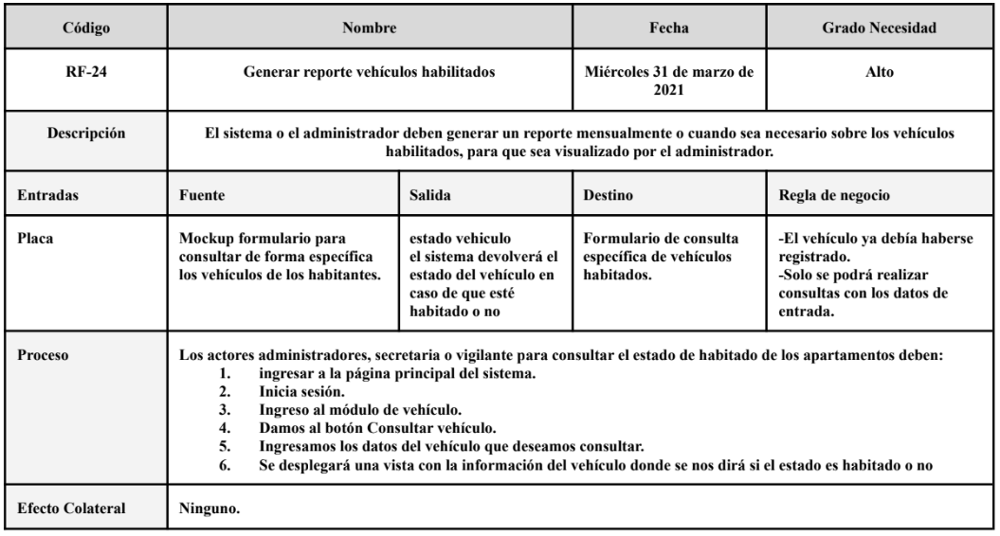 Código Nombre Fecha Grado Necesidad
RF-24 Generar reporte vehículos habilitados Miércoles 31 de marzo de
2021 Alto
Descripción El sistema o el administrador deben generar un reporte mensualmente o cuando sea necesario sobre los vehículos
habilitados, para que sea visualizado por el administrador.
Entradas Fuente Salida Destino Regla de negocio
Placa
Mockup formulario para
consultar de forma específica
los vehículos de los habitantes.
estado vehiculo
el sistema devolverá el
estado del vehículo en
caso de que esté
habitado o no
Formulario de consulta
específica de vehículos
habitados.
-El vehículo ya debía haberse
registrado.
-Solo se podrá realizar
consultas con los datos de
entrada.
Proceso
Los actores administradores, secretaria o vigilante para consultar el estado de habitado de los apartamentos deben:
1. ingresar a la página principal del sistema.
2. Inicia sesión.
3. Ingreso al módulo de vehículo.
4. Damos al botón Consultar vehículo.
5. Ingresamos los datos del vehículo que deseamos consultar.
6. Se desplegará una vista con la información del vehículo donde se nos dirá si el estado es habitado o no
Efecto Colateral Ninguno.